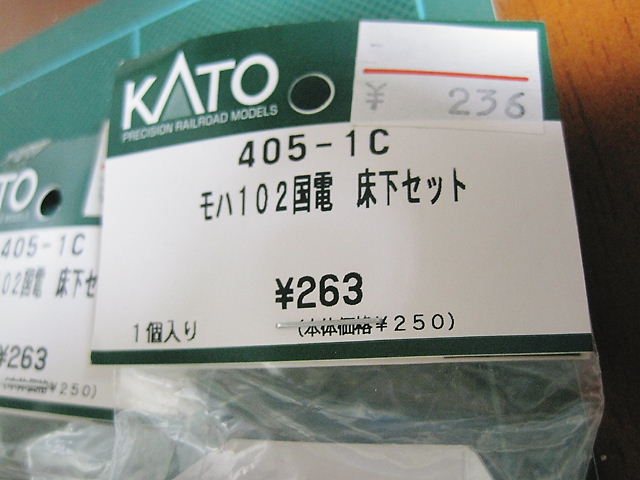 KATO
PRECISION RAILROAD MODELS
¥ 236
405-1C
モハ102国電 床下セット
¥263
1個入り
(本体価格¥250)
TO
405-1C
02国電 床下セ
¥263
¥250)